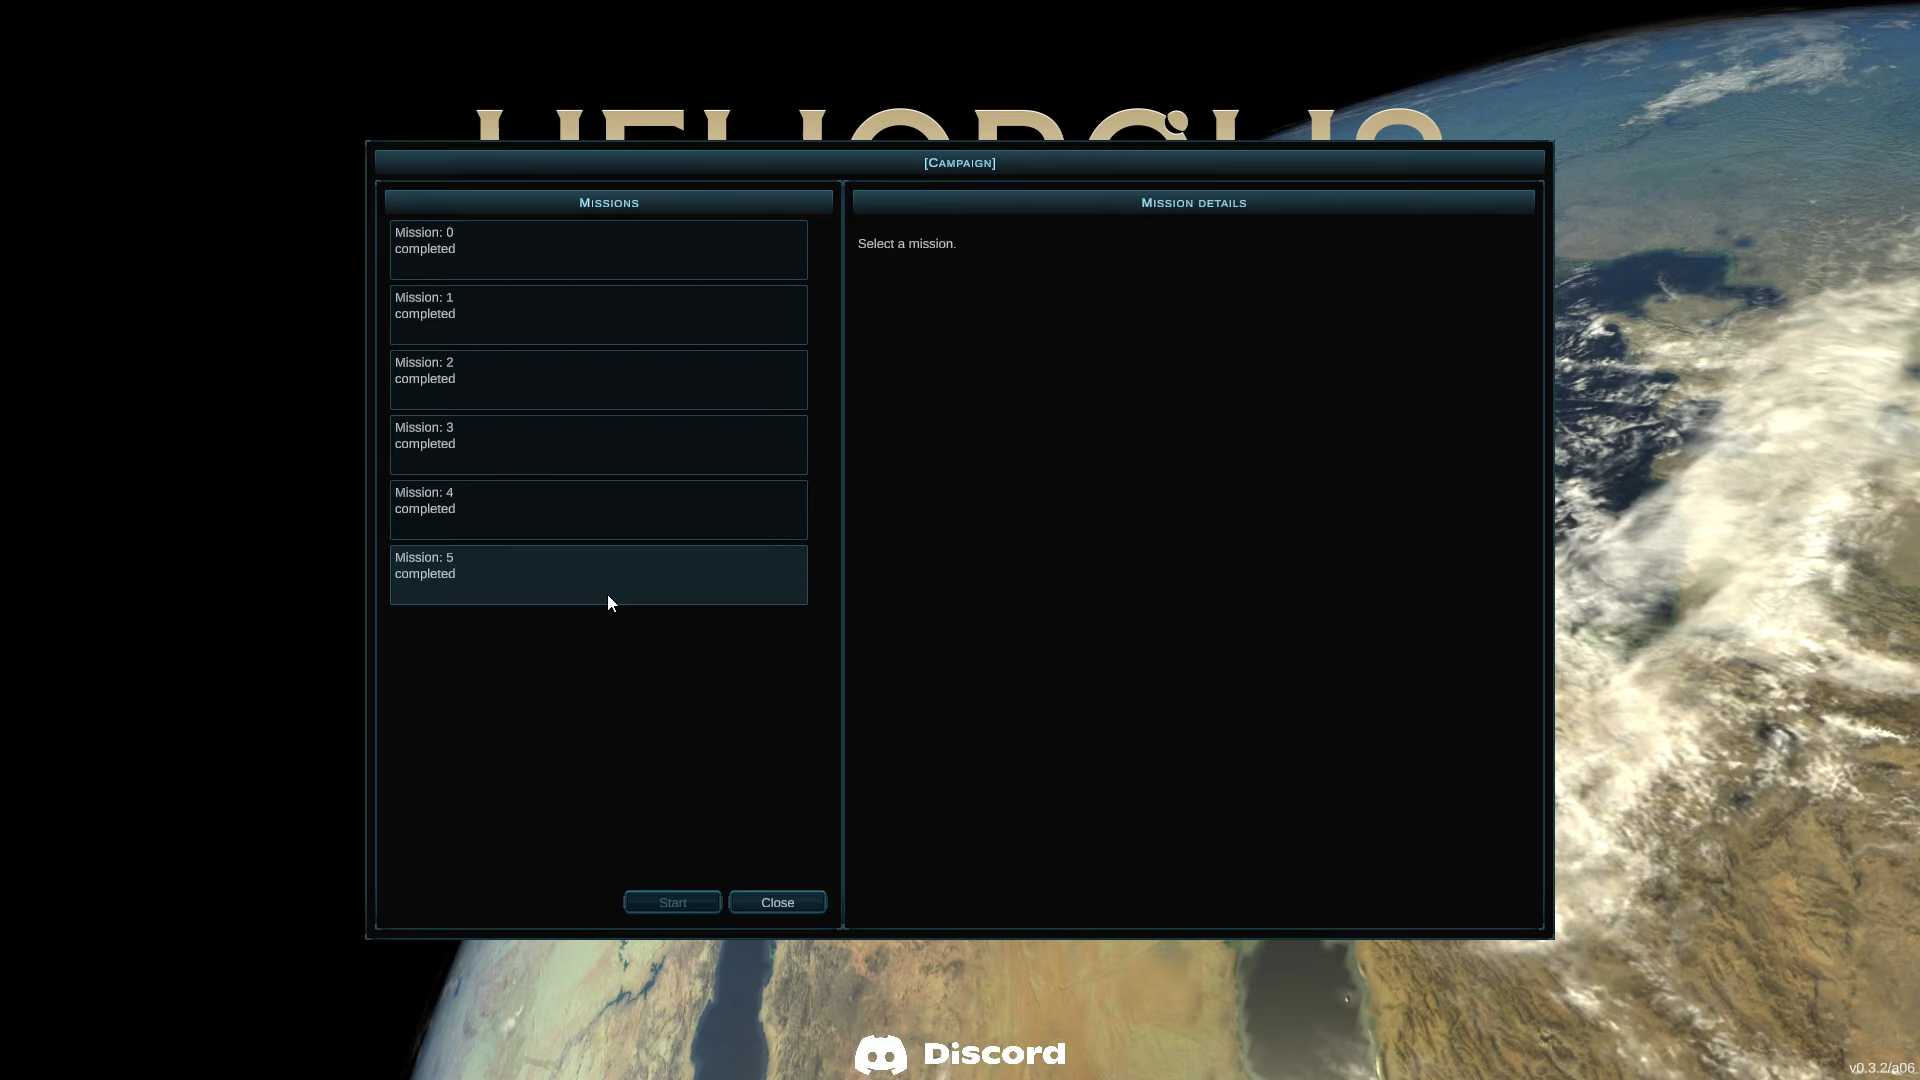 HELIOPOLIS
[Campaign]
Missions
Mission details
Mission: 0
completed
Select a mission.
Mission: 1
completed
Mission: 2
completed
Mission: 3
completed
Mission: 4
completed
Mission: 5
completed
Start
Close
Discord
v0.3.2/a06